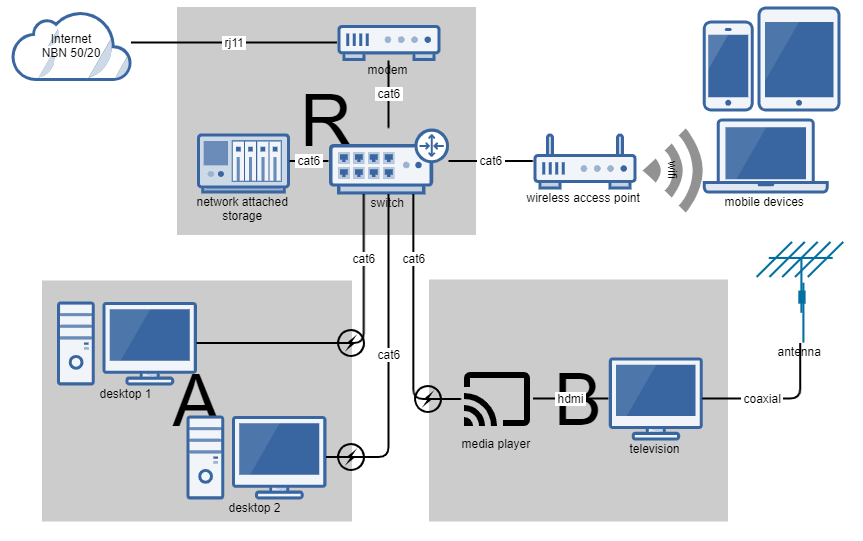 Internet
NBN 50/20
rj11
modem
cat6
R
cat6
cat6
wifi
network attached
storage
switch
wireless access point
mobile devices
cat6
cat6
cat6
antenna
desktop 1
A
B
hdmi
coaxial
media player
television
desktop 2